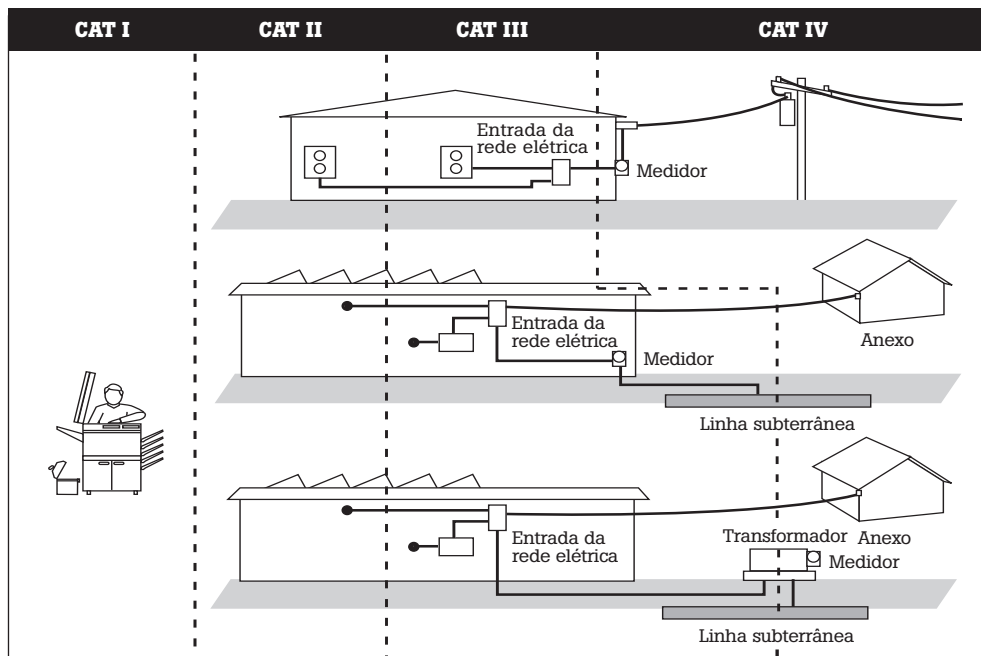 CAT I
CAT II
CAT III
CAT IV
Entrada da
rede elétrica
Medidor
Entrada da
rede elétrica
Medidor
Anexo
Linha subterrânea
Entrada da
rede elétrica
Transformador
Anexo
Medidor
Linha subterrânea